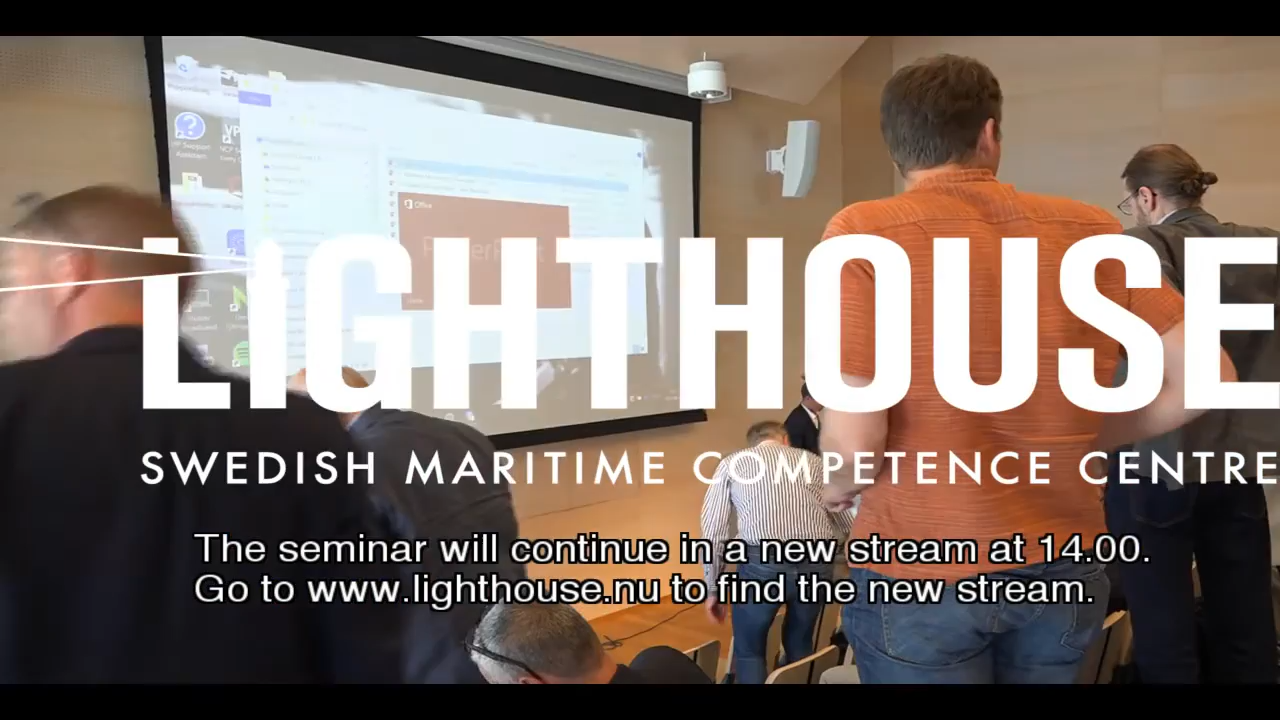 Office
LIGHTHOUSE
SWEDISH MARITIME COMPETENCE CENTRE
The seminar will continue in a new stream at 14.00.
Go to www.lighthouse.nu to find the new stream.